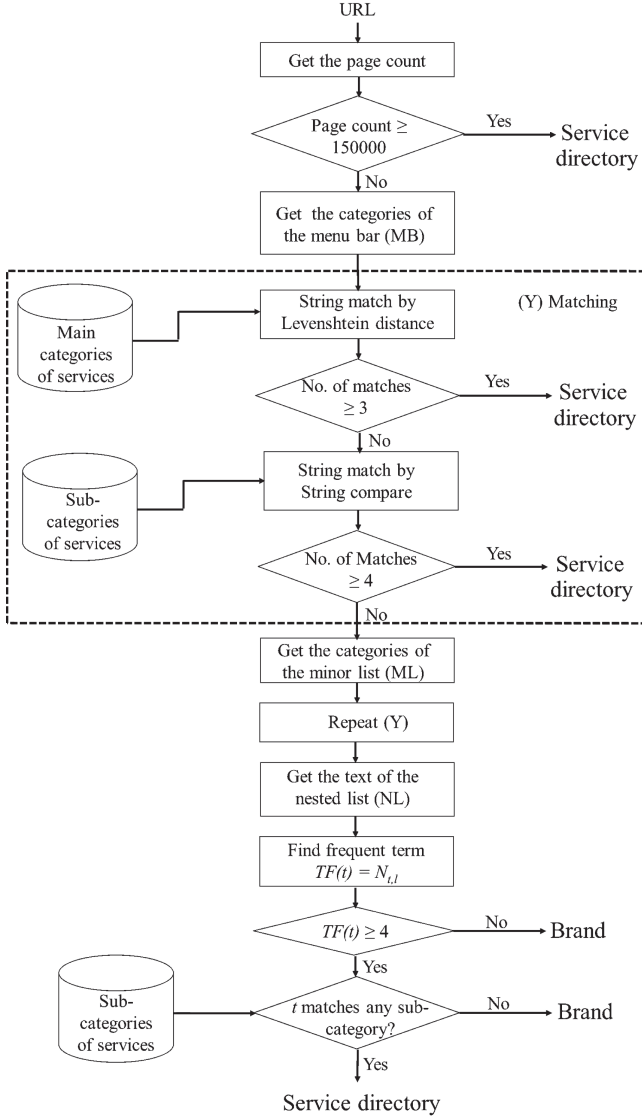 URL
Get the page count
Page count ≥
150000
Yes
Service
directory
No
Get the categories of
the menu bar (MB)
String match by
Levenshtein distance
(Y) Matching
Main
categories
of services
No. of matches
≥ 3
Yes
Service
directory
No
String match by
String compare
Sub-
categories
of services
No. of Matches
≥ 4
Yes
Service
directory
No
Get the categories of
the minor list (ML)
Repeat (Y)
Get the text of the
nested list (NL)
Find frequent term
TF(t) = N_{t,l}
TF(t) ≥ 4
No
Brand
Yes
Sub-
categories
of services
t matches any sub-
category?
No
Brand
Yes
Service directory